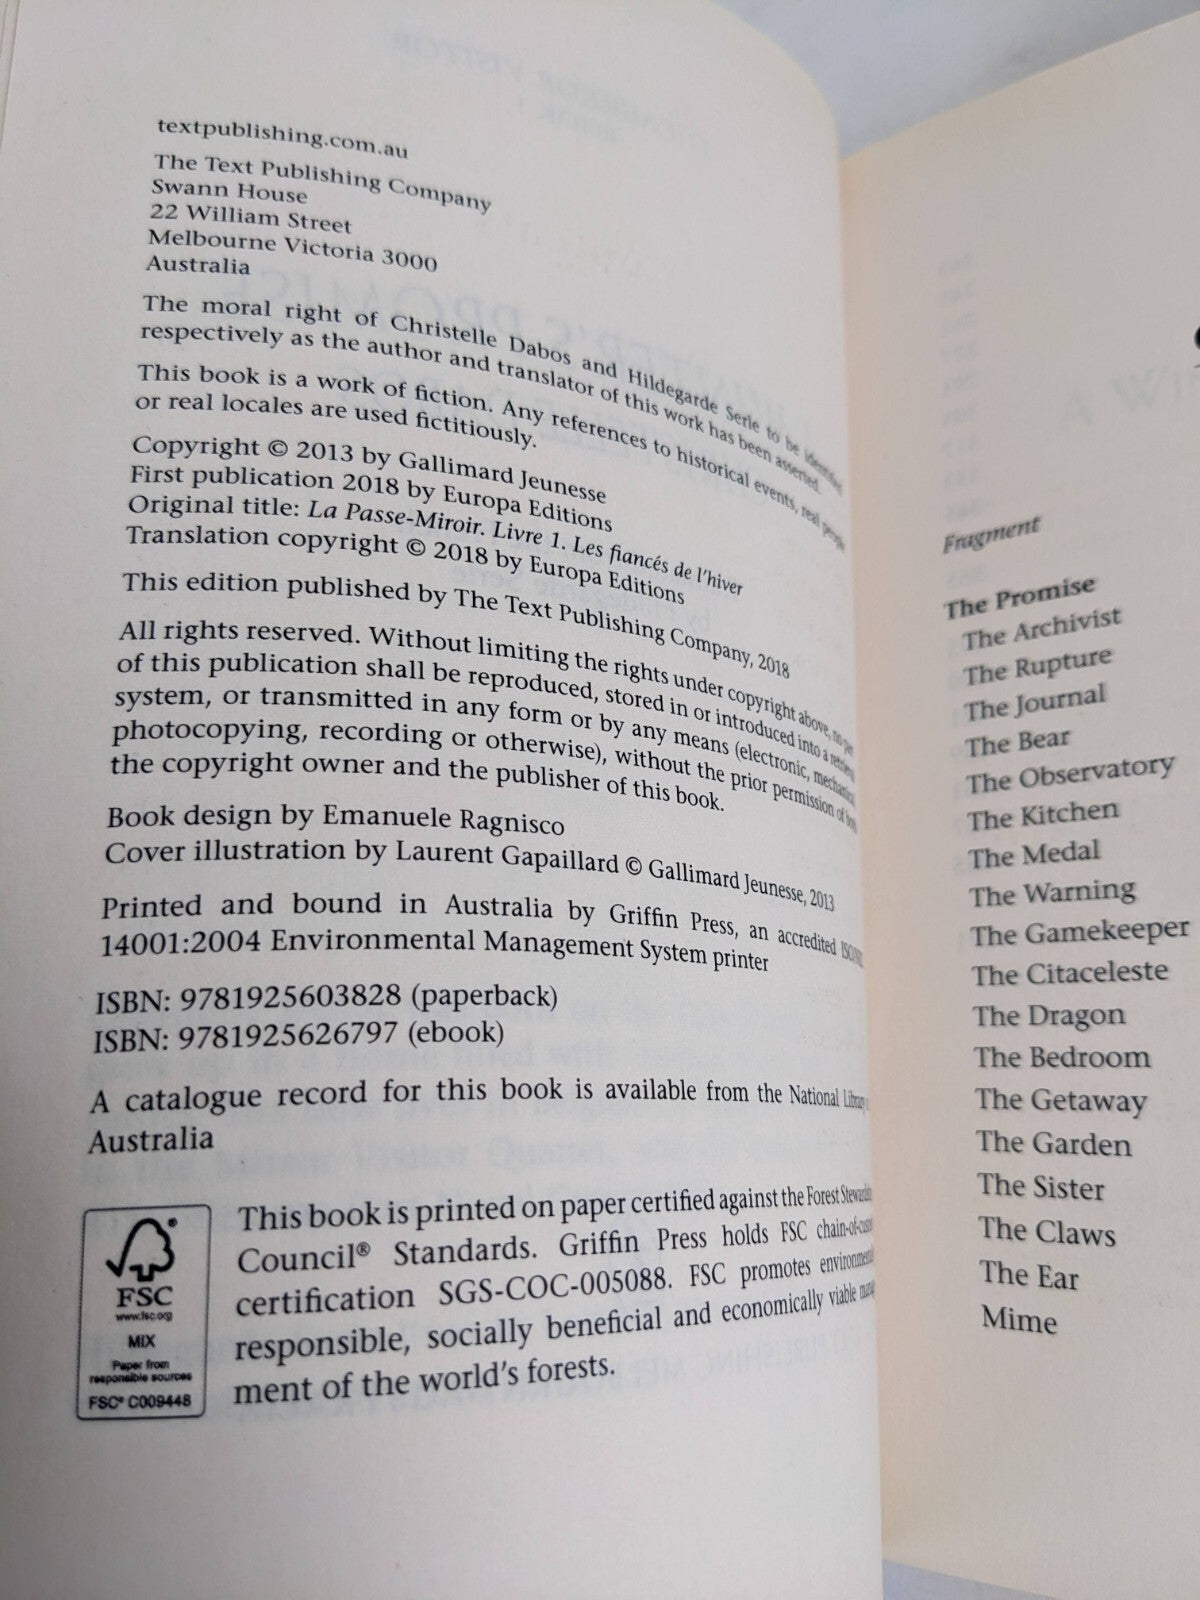 textpublishing.com.au
The Text Publishing Company
Swann House
22 William Street
Melbourne Victoria 3000
Australia
The moral right of Christelle Dabos and Hildegarde Serle to be identified
respectively as the author and translator of this work has been asserted.
This book is a work of fiction. Any references to historical events, real people
or real locales are used fictitiously.
Copyright © 2013 by Gallimard Jeunesse
First publication 2018 by Europa Editions
Original title: La Passe-Miroir. Livre 1. Les fiancés de l'hiver
Translation copyright © 2018 by Europa Editions
This edition published by The Text Publishing Company, 2018
All rights reserved. Without limiting the rights under copyright above, no
of this publication shall be reproduced, stored in or introduced into a
system, or transmitted in any form or by any means (electronic,
photocopying, recording or otherwise), without the prior permission of
the copyright owner and the publisher of this book.
Book design by Emanuele Ragnisco
Cover illustration by Laurent Gapaillard © Gallimard Jeunesse, 2013
Printed and bound in Australia by Griffin Press, an accredited
14001:2004 Environmental Management System printer
ISBN: 9781925603828 (paperback)
ISBN: 9781925626797 (ebook)
A catalogue record for this book is available from the National
Australia
FSC
www.fsc.org
MIX
Paper from
responsible sources
FSC® C009448
This book is printed on paper certified against the Forest
Council® Standards. Griffin Press holds FSC
certification SGS-COC-005088. FSC promotes
responsible, socially beneficial and economically viable
ment of the world's forests.
Fragment
The Promise
The Archivist
The Rupture
The Journal
The Bear
The Observatory
The Kitchen
The Medal
The Warning
The Gamekeeper
The Citaceleste
The Dragon
The Bedroom
The Getaway
The Garden
The Sister
The Claws
The Ear
Mime